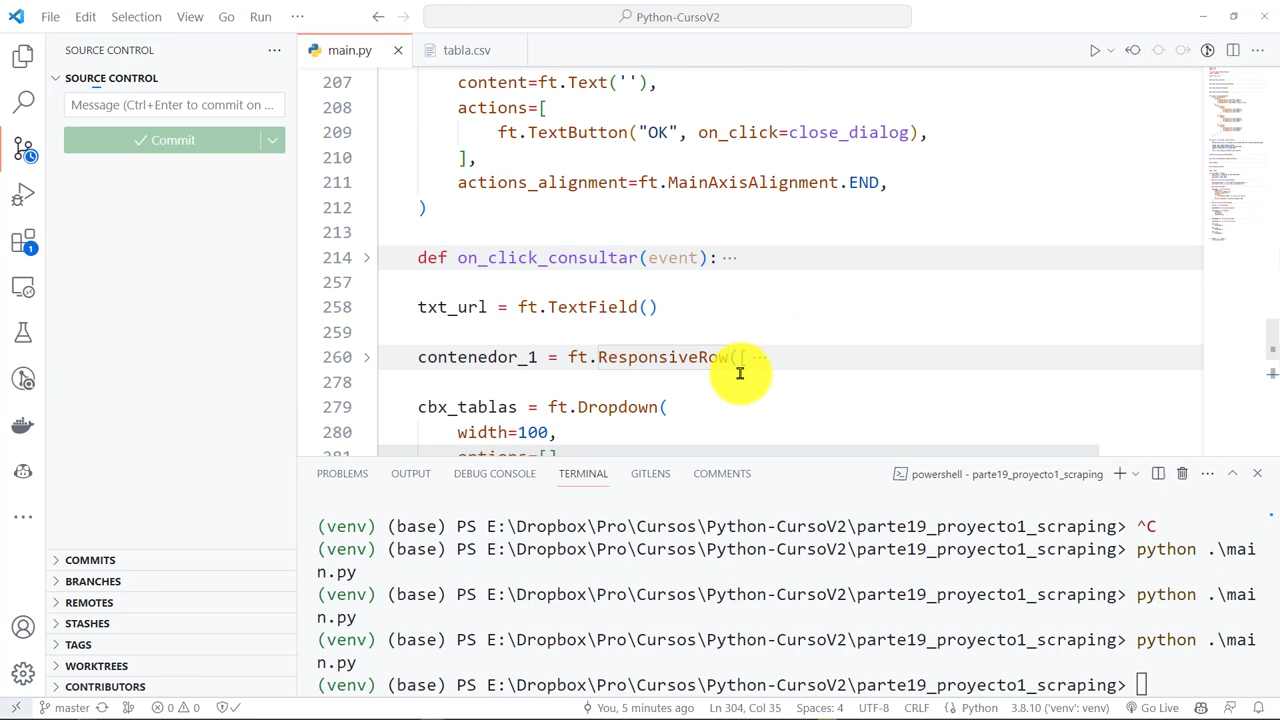 File Edit Selection View Go Run ··· Python-CursoV2
SOURCE CONTROL ···
main.py
tabla.csv
SOURCE CONTROL
Message (Ctrl+Enter to commit on ...
Commit
207 content=ft.Text(''),
208
209 ft.TextButton("OK", on_click=close_dialog),
210 ],
211
212 )
213
214 def on_click_consultar(event): ···
257
258 txt_url = ft.TextField()
259
260 contenedor_1 = ft.ResponsiveRow([ ···
278
279 cbx_tablas = ft.Dropdown(
280 width=100,
PROBLEMS OUTPUT DEBUG CONSOLE TERMINAL GITLENS COMMENTS
powershell - parte19_proyecto1_scraping
(venv) (base) PS E:\Dropbox\Pro\Cursos\Python-CursoV2\parte19_proyecto1_scraping> ^C
(venv) (base) PS E:\Dropbox\Pro\Cursos\Python-CursoV2\parte19_proyecto1_scraping> python .\mai
n.py
(venv) (base) PS E:\Dropbox\Pro\Cursos\Python-CursoV2\parte19_proyecto1_scraping> python .\mai
n.py
(venv) (base) PS E:\Dropbox\Pro\Cursos\Python-CursoV2\parte19_proyecto1_scraping> python .\mai
n.py
(venv) (base) PS E:\Dropbox\Pro\Cursos\Python-CursoV2\parte19_proyecto1_scraping>
COMMITS
BRANCHES
REMOTES
STASHES
TAGS
WORKTREES
CONTRIBUTORS
master 0 0 You, 5 minutes ago Ln 304, Col 35 Spaces: 4 UTF-8 CRLF Python 3.8.10 ('venv': venv) Go Live